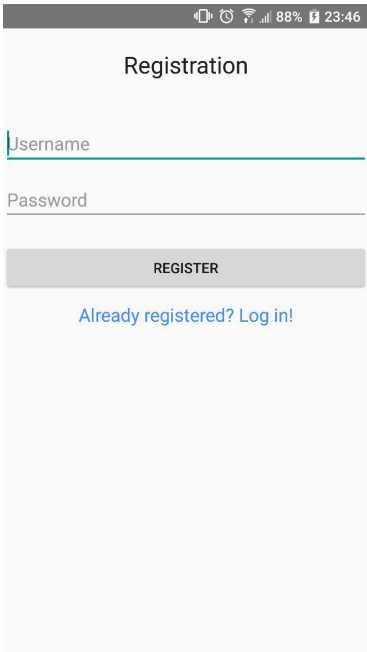 88% 23:46
Registration
Username
Password
REGISTER
Already registered? Log in!